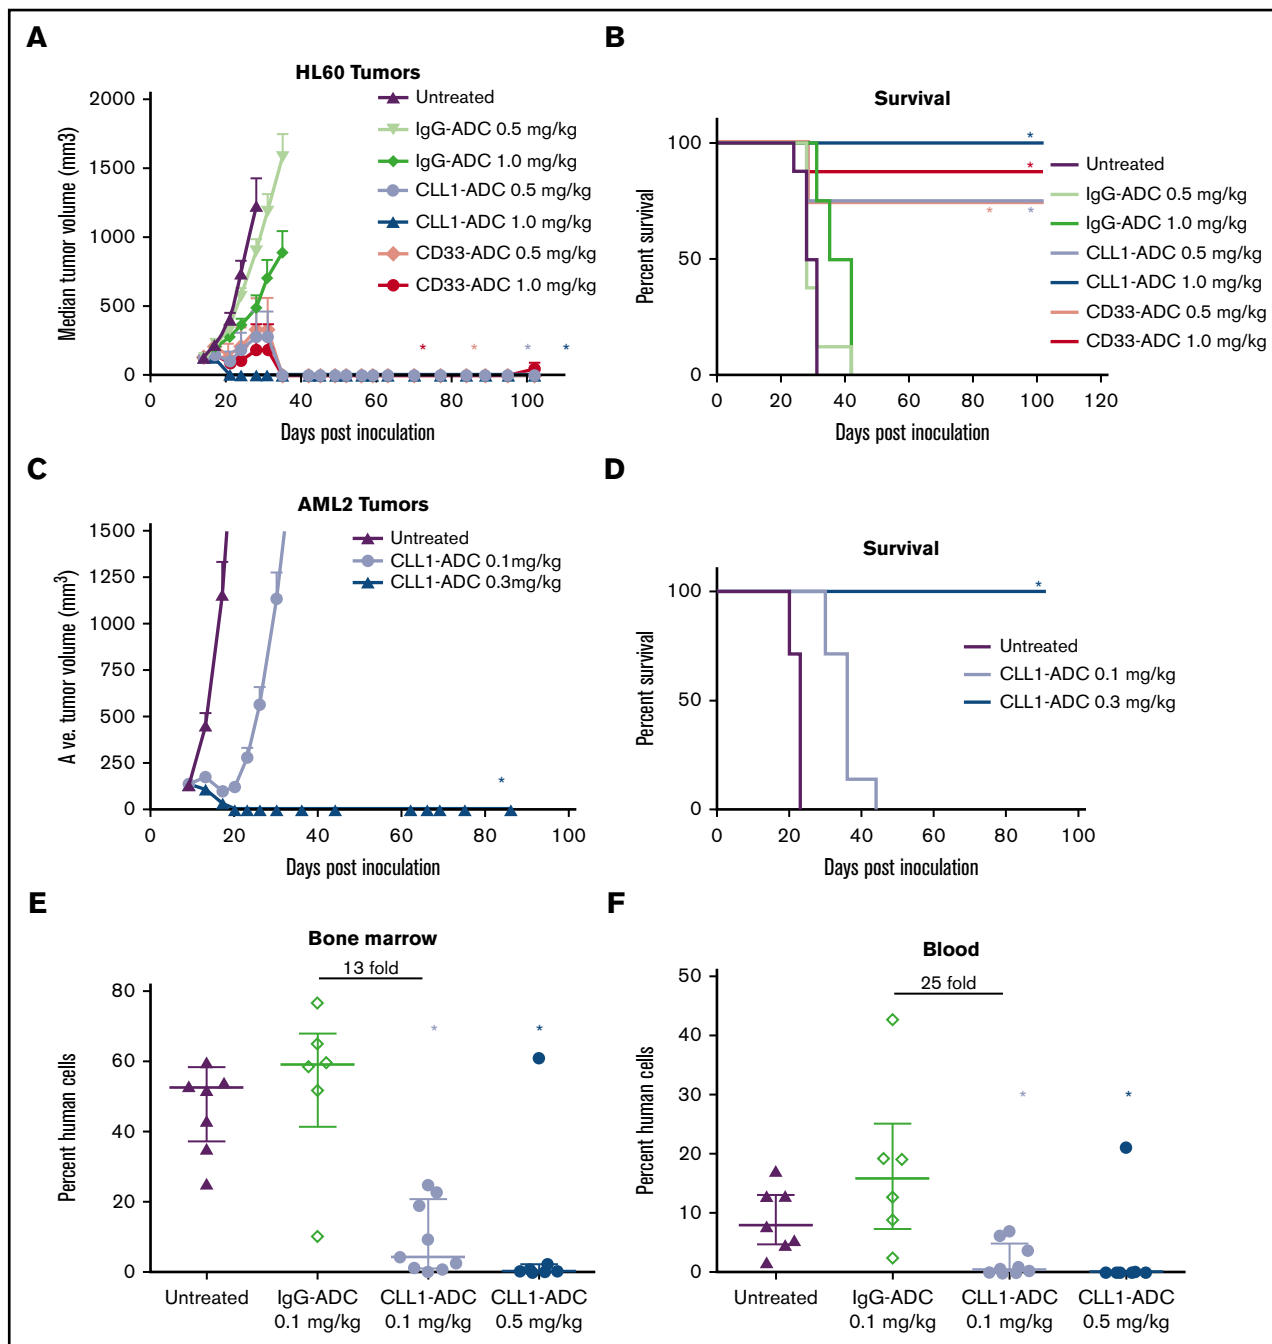 A
HL60 Tumors
Median tumor volume (mm3)
2000
1500
1000
500
0
0 20 40 60 80 100
Days post inoculation
Untreated
IgG-ADC 0.5 mg/kg
IgG-ADC 1.0 mg/kg
CLL1-ADC 0.5 mg/kg
CLL1-ADC 1.0 mg/kg
CD33-ADC 0.5 mg/kg
CD33-ADC 1.0 mg/kg
* * * *
B
Survival
Percent survival
100
50
0
0 20 40 60 80 100 120
Days post inoculation
*
*
* *
Untreated
IgG-ADC 0.5 mg/kg
IgG-ADC 1.0 mg/kg
CLL1-ADC 0.5 mg/kg
CLL1-ADC 1.0 mg/kg
CD33-ADC 0.5 mg/kg
CD33-ADC 1.0 mg/kg
C
AML2 Tumors
A ve. tumor volume (mm³)
1500
1250
1000
750
500
250
0
0 20 40 60 80 100
Days post inoculation
Untreated
CLL1-ADC 0.1mg/kg
CLL1-ADC 0.3mg/kg
*
D
Survival
Percent survival
100
50
0
0 20 40 60 80 100
Days post inoculation
*
Untreated
CLL1-ADC 0.1 mg/kg
CLL1-ADC 0.3 mg/kg
E
Bone marrow
13 fold
Percent human cells
80
60
40
20
0
* *
Untreated IgG-ADC CLL1-ADC CLL1-ADC
0.1 mg/kg 0.1 mg/kg 0.5 mg/kg
F
Blood
25 fold
Percent human cells
50
40
30
20
10
0
* *
Untreated IgG-ADC CLL1-ADC CLL1-ADC
0.1 mg/kg 0.1 mg/kg 0.5 mg/kg